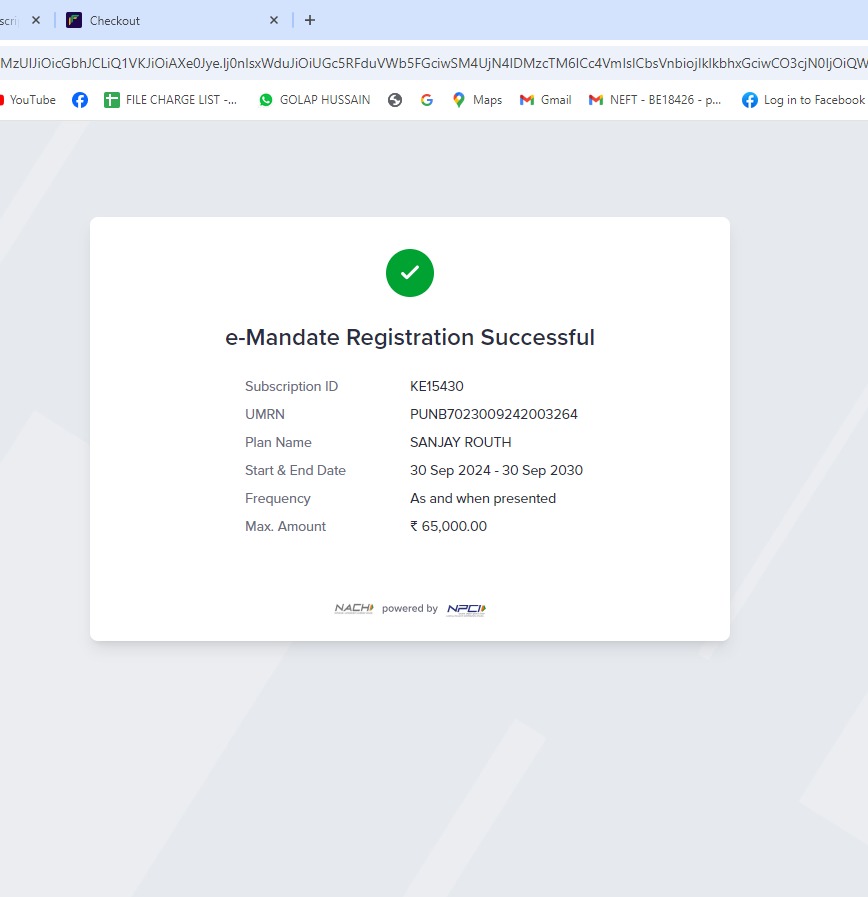 scri
Checkout
YouTube
FILE CHARGE LIST -...
GOLAP HUSSAIN
Maps
Gmail
NEFT - BE18426 - p...
Log in to Facebook
e-Mandate Registration Successful
Subscription ID KE15430
UMRN PUNB7023009242003264
Plan Name SANJAY ROUTH
Start & End Date 30 Sep 2024 - 30 Sep 2030
Frequency As and when presented
Max. Amount ₹ 65,000.00
NACH powered by NPCI